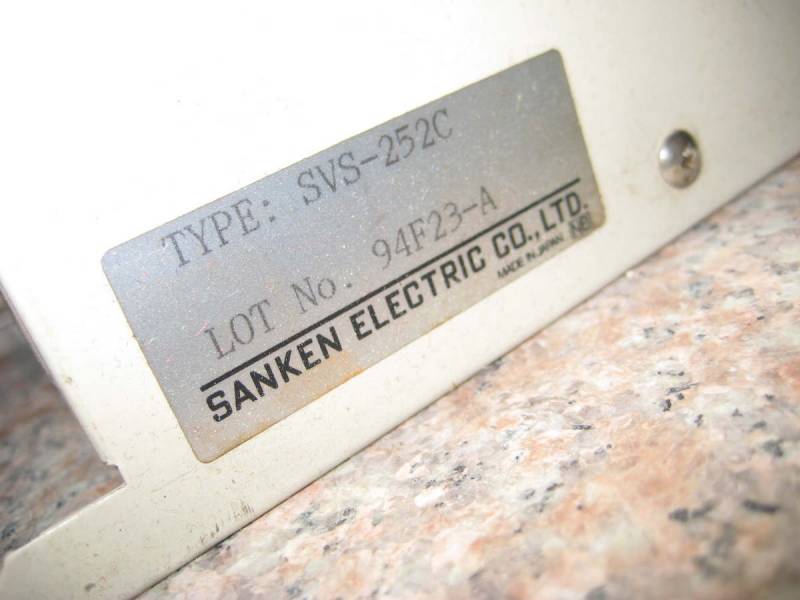 TYPE: SVS-252C
LOT No. 94F23-A
SANKEN ELECTRIC CO., LTD.
MADE IN JAPAN